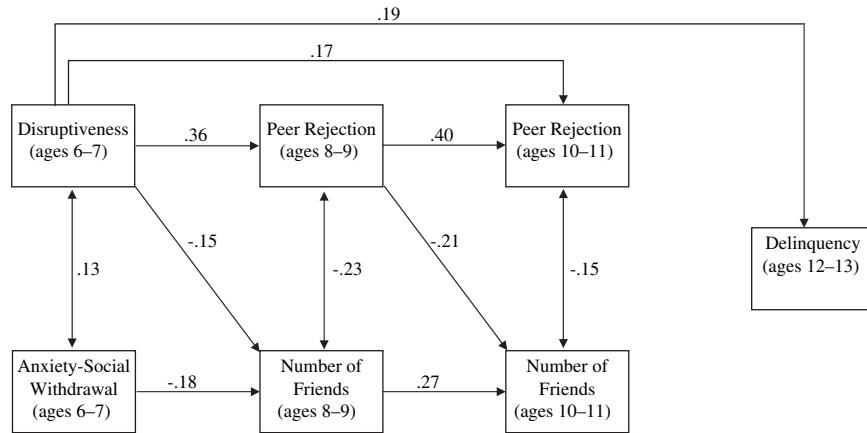 .19
.17
Disruptiveness
(ages 6–7)
.36
Peer Rejection
(ages 8–9)
.40
Peer Rejection
(ages 10–11)
-.15
-.21
Delinquency
(ages 12–13)
.13
-.23
-.15
Anxiety-Social
Withdrawal
(ages 6–7)
-.18
Number of
Friends
(ages 8–9)
.27
Number of
Friends
(ages 10–11)